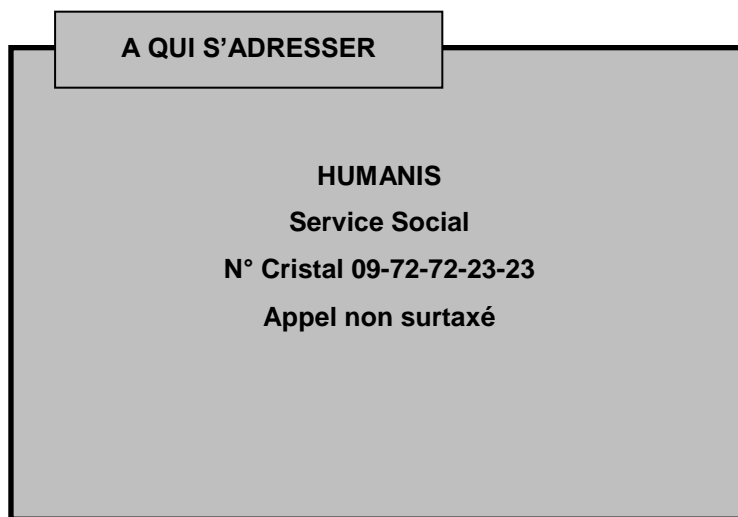 A QUI S’ADRESSER
HUMANIS
Service Social
N° Cristal 09-72-72-23-23
Appel non surtaxé